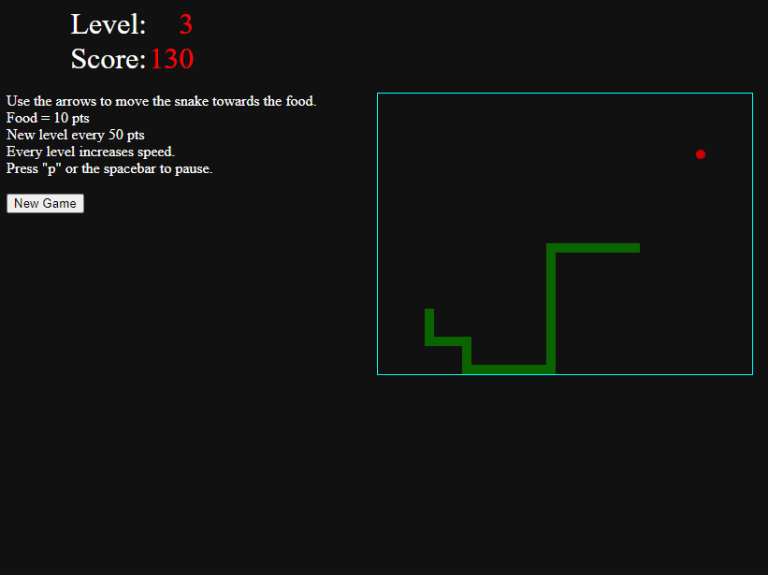 Level: 3
Score: 130
Use the arrows to move the snake towards the food.
Food = 10 pts
New level every 50 pts
Every level increases speed.
Press "p" or the spacebar to pause.
New Game